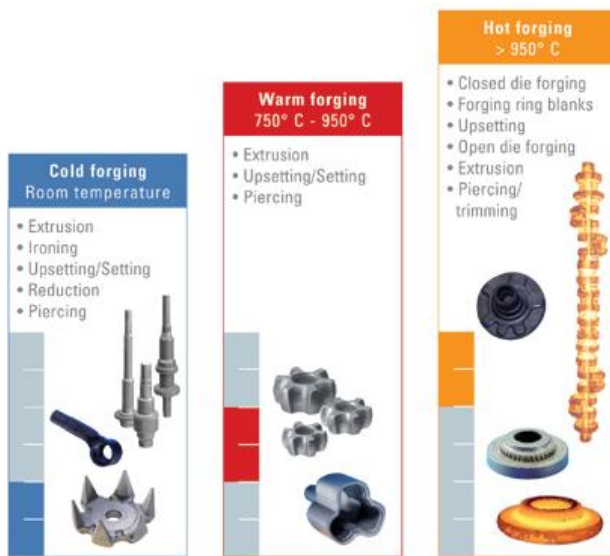 Cold forging
Room temperature
• Extrusion
• Ironing
• Upsetting/Setting
• Reduction
• Piercing
Warm forging
750° C - 950° C
• Extrusion
• Upsetting/Setting
• Piercing
Hot forging
> 950° C
• Closed die forging
• Forging ring blanks
• Upsetting
• Open die forging
• Extrusion
• Piercing/
trimming